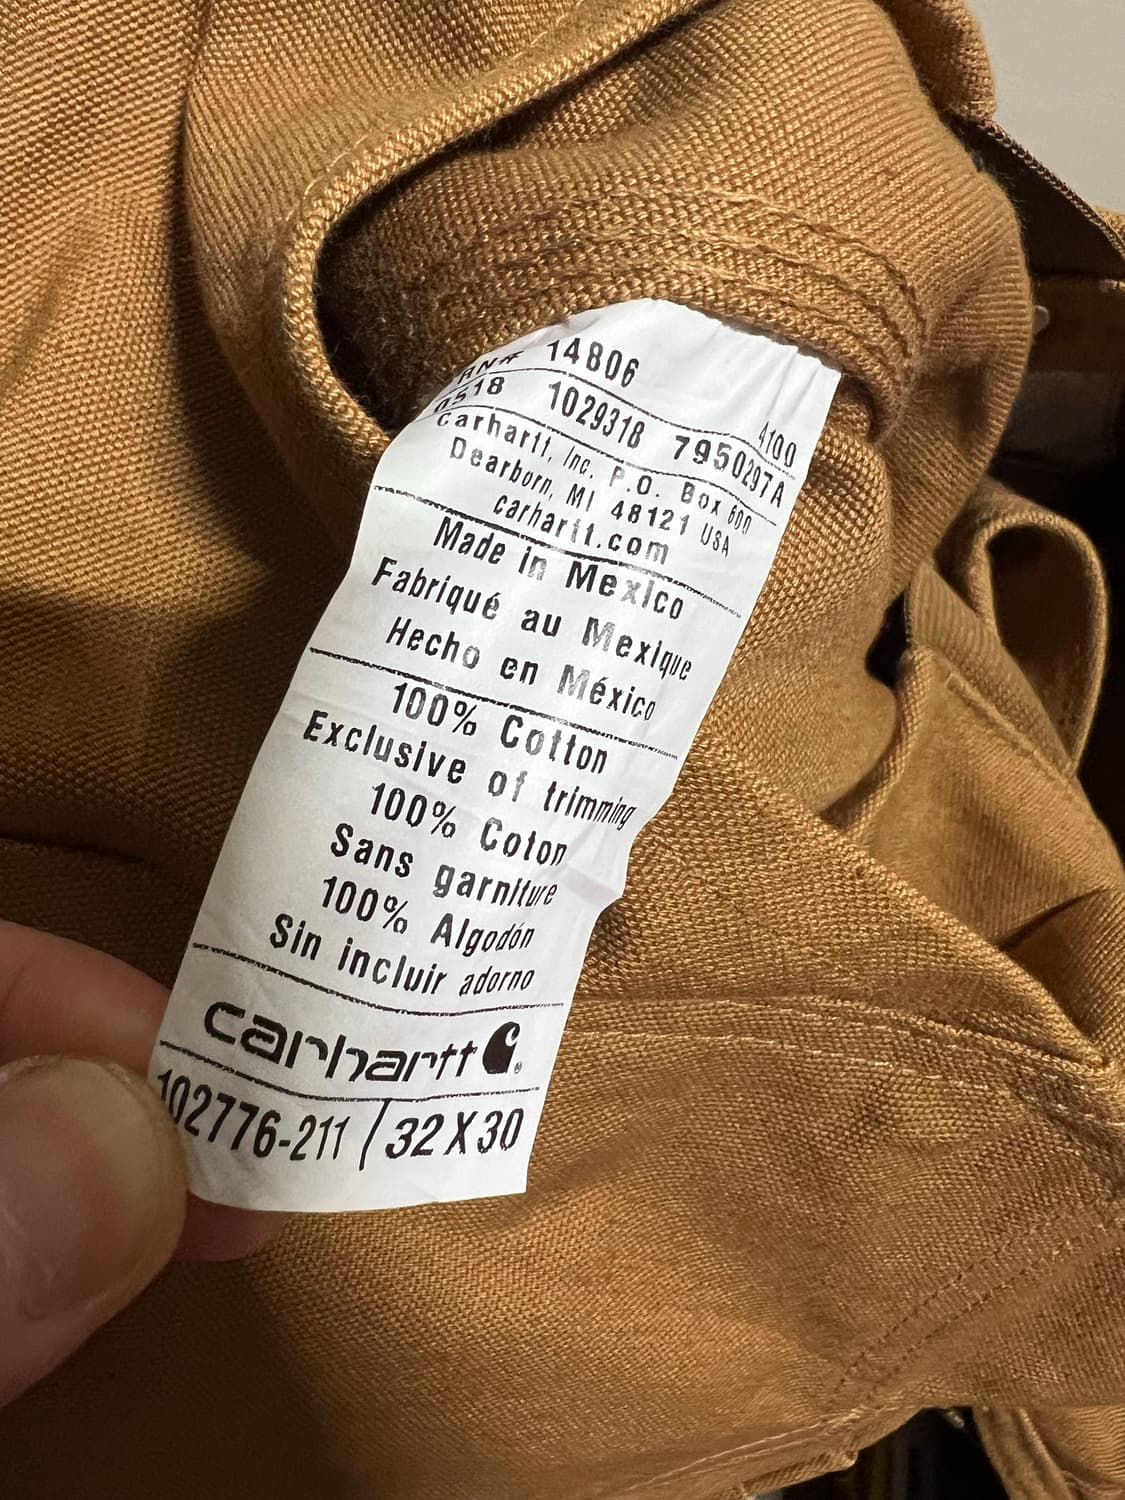 RN# 14806 4100
0518 1029318 7950297A
Carhartt, Inc. P.O. Box 600
Dearborn, MI 48121 USA
carhartt.com
Made in Mexico
Fabriqué au Mexique
Hecho en México
100% Cotton
Exclusive of trimming
100% Coton
Sans garniture
100% Algodón
Sin incluir adorno
carhartt
102776-211 / 32X30